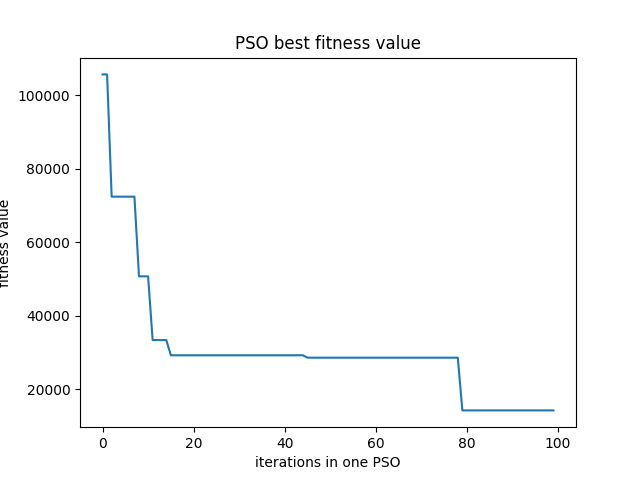 PSO best fitness value
100000
80000
60000
40000
20000
fitness value
0 20 40 60 80 100
iterations in one PSO